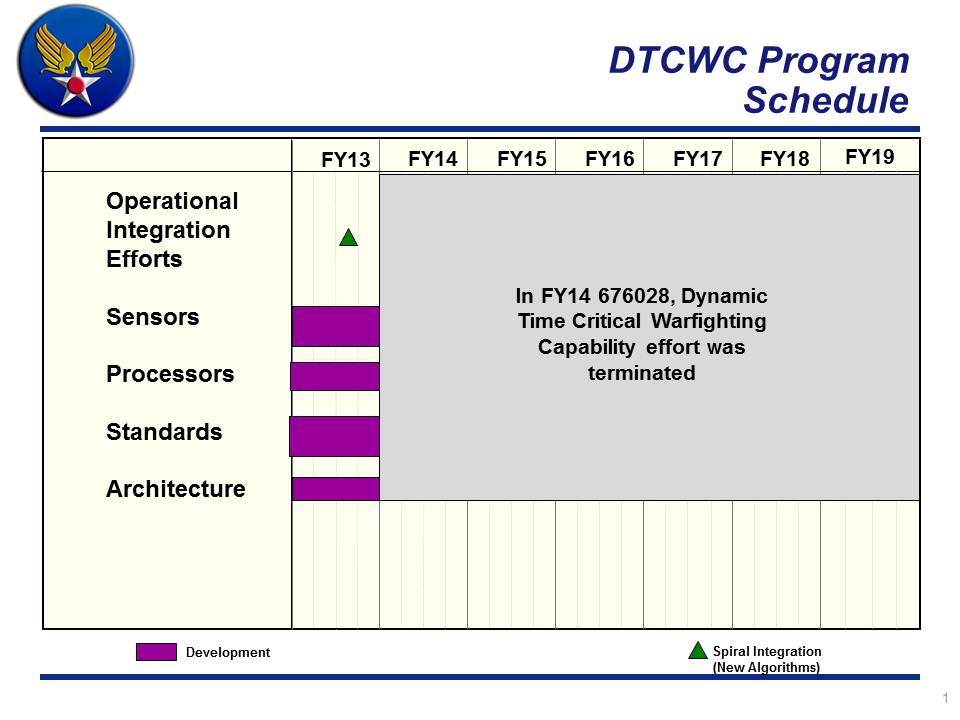 DTCWC Program
Schedule
FY13 FY14 FY15 FY16 FY17 FY18 FY19
Operational
Integration
Efforts
Sensors
Processors
Standards
Architecture
In FY14 676028, Dynamic
Time Critical Warfighting
Capability effort was
terminated
Development
Spiral Integration
(New Algorithms)
1